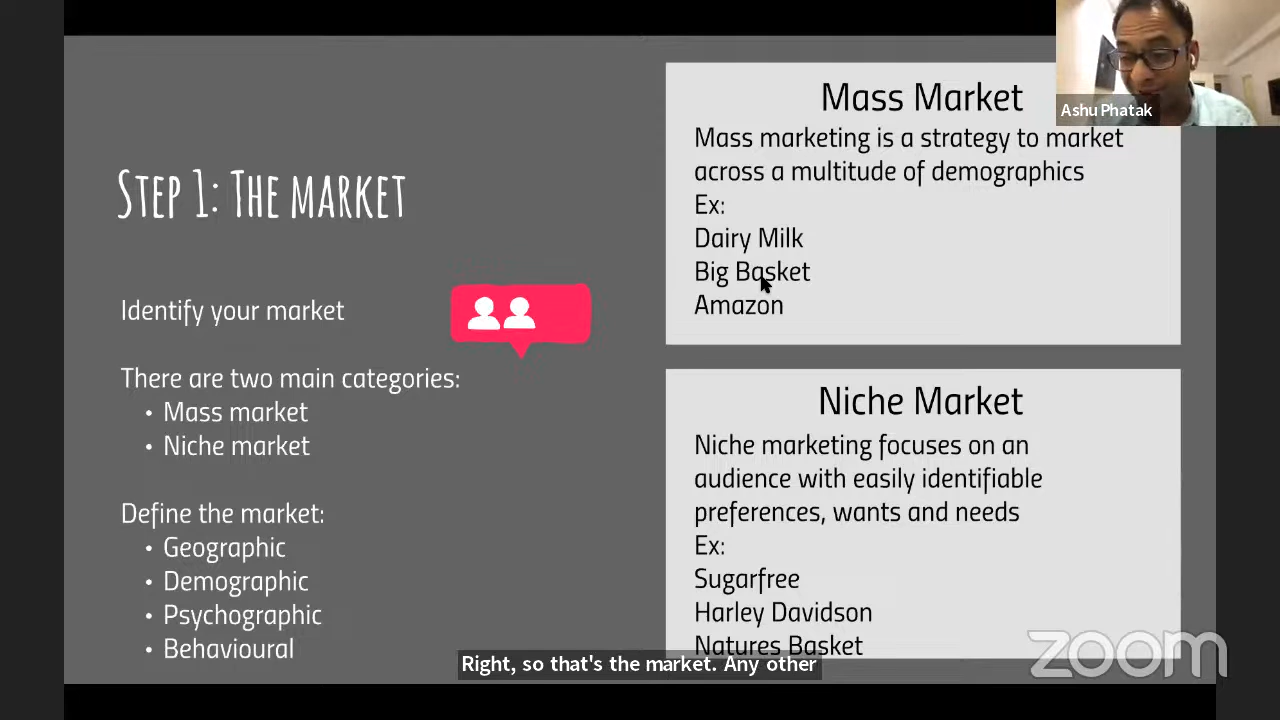 STEP 1: THE MARKET
Identify your market
There are two main categories:
• Mass market
• Niche market
Define the market:
• Geographic
• Demographic
• Psychographic
• Behavioural
Mass Market
Mass marketing is a strategy to market
across a multitude of demographics
Ex:
Dairy Milk
Big Basket
Amazon
Niche Market
Niche marketing focuses on an
audience with easily identifiable
preferences, wants and needs
Ex:
Sugarfree
Harley Davidson
Natures Basket
Ashu Phatak
Right, so that's the market. Any other
zoom